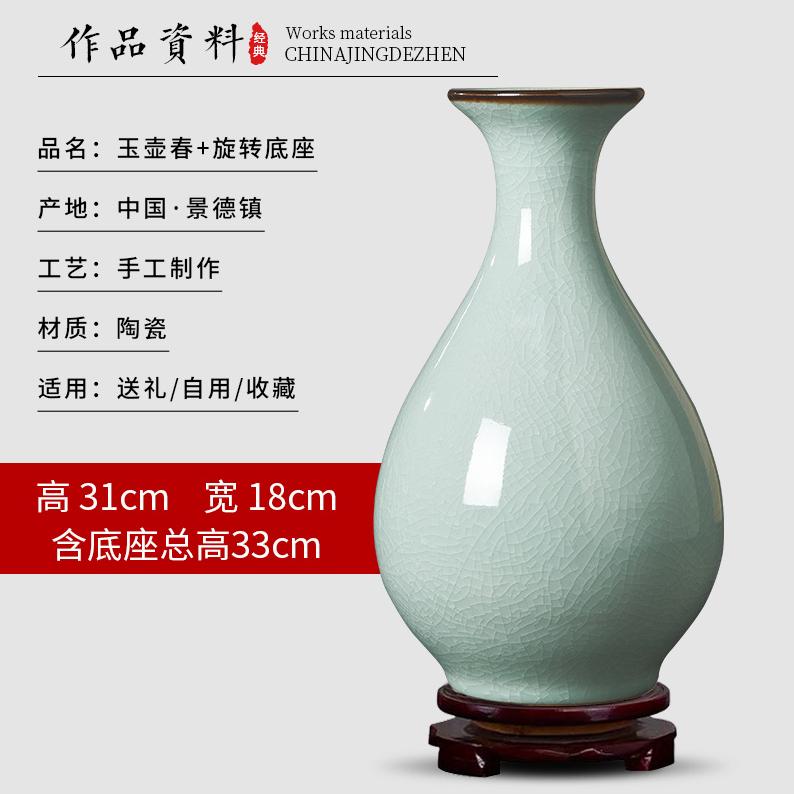 作品資料
经典
Works materials
CHINAJINGDEZHEN
品名：玉壶春+旋转底座
产地：中国·景德镇
工艺：手工制作
材质：陶瓷
适用：送礼/自用/收藏
高 31cm 宽 18cm
含底座总高33cm